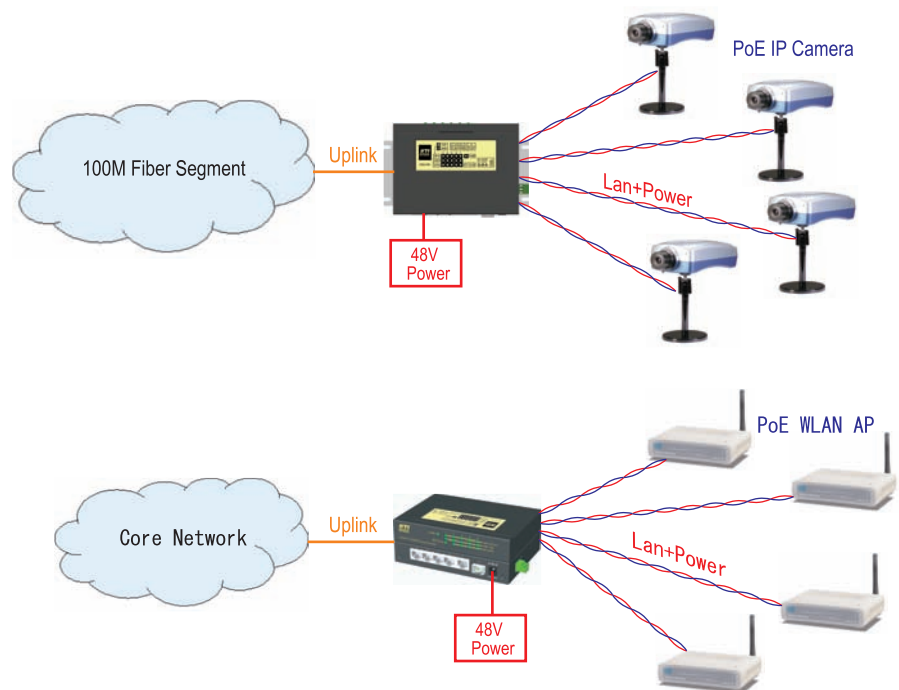 PoE IP Camera
100M Fiber Segment
Uplink
Lan+Power
48V
Power
PoE WLAN AP
Core Network
Uplink
Lan+Power
48V
Power